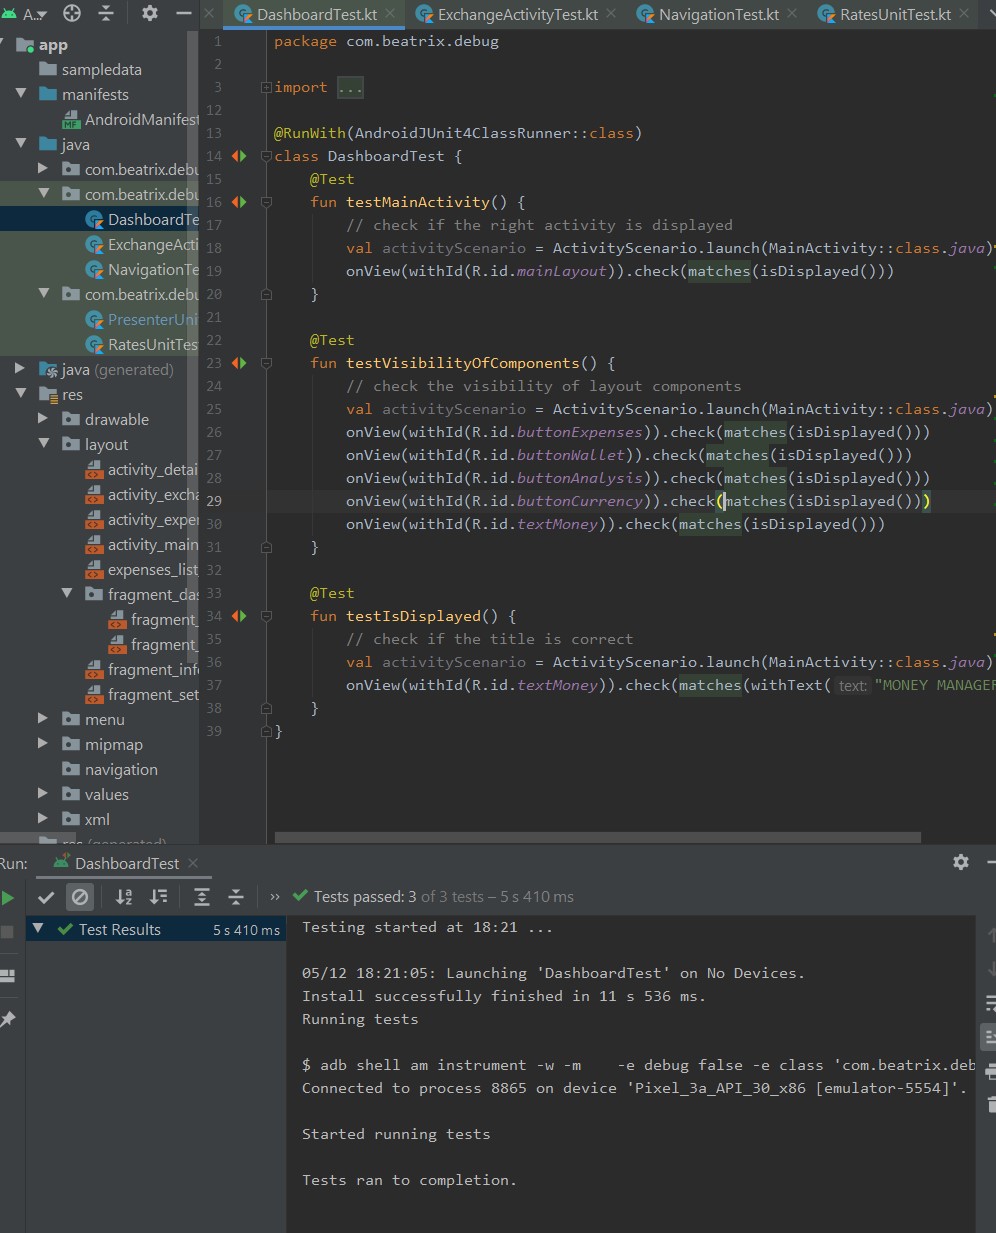 A...
DashboardTest.kt
ExchangeActivityTest.kt
NavigationTest.kt
RatesUnitTest.kt
app
sampledata
manifests
AndroidManifest
java
com.beatrix.debu
com.beatrix.debu
DashboardTe
ExchangeActi
NavigationTe
com.beatrix.debu
PresenterUni
RatesUnitTes
java (generated)
res
drawable
layout
activity_detai
activity_excha
activity_expe
activity_main
expenses_list
fragment_das
fragment_
fragment_
fragment_info
fragment_set
menu
mipmap
navigation
values
xml
res (generated)
1 package com.beatrix.debug
2
3 import ...
12
13 @RunWith(AndroidJUnit4ClassRunner::class)
14 class DashboardTest {
15 @Test
16 fun testMainActivity() {
17 // check if the right activity is displayed
18 val activityScenario = ActivityScenario.launch(MainActivity::class.java)
19 onView(withId(R.id.mainLayout)).check(matches(isDisplayed()))
20 }
21
22 @Test
23 fun testVisibilityOfComponents() {
24 // check the visibility of layout components
25 val activityScenario = ActivityScenario.launch(MainActivity::class.java)
26 onView(withId(R.id.buttonExpenses)).check(matches(isDisplayed()))
27 onView(withId(R.id.buttonWallet)).check(matches(isDisplayed()))
28 onView(withId(R.id.buttonAnalysis)).check(matches(isDisplayed()))
29 onView(withId(R.id.buttonCurrency)).check(matches(isDisplayed()))
30 onView(withId(R.id.textMoney)).check(matches(isDisplayed()))
31 }
32
33 @Test
34 fun testIsDisplayed() {
35 // check if the title is correct
36 val activityScenario = ActivityScenario.launch(MainActivity::class.java)
37 onView(withId(R.id.textMoney)).check(matches(withText( text: "MONEY MANAGER
38 }
39 }
Run:
DashboardTest
Tests passed: 3 of 3 tests – 5 s 410 ms
Test Results 5 s 410 ms
Testing started at 18:21 ...
05/12 18:21:05: Launching 'DashboardTest' on No Devices.
Install successfully finished in 11 s 536 ms.
Running tests
$ adb shell am instrument -w -m    -e debug false -e class 'com.beatrix.deb
Connected to process 8865 on device 'Pixel_3a_API_30_x86 [emulator-5554]'.
Started running tests
Tests ran to completion.